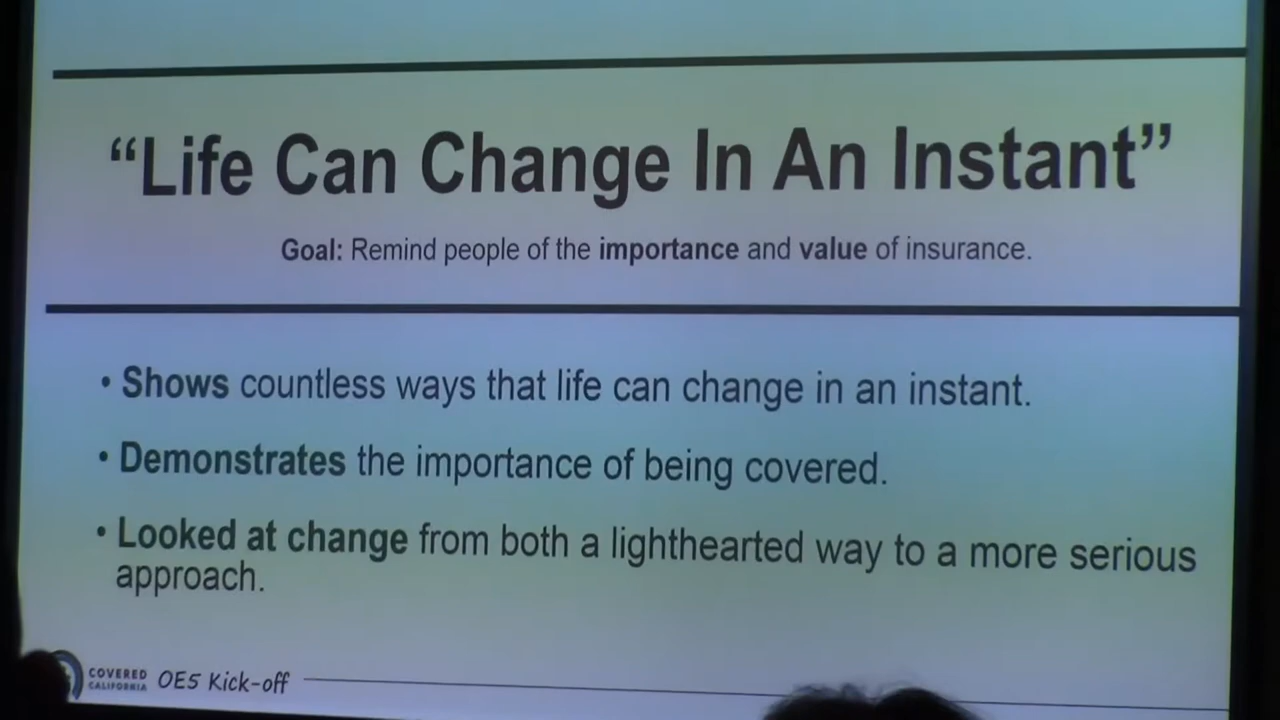 “Life Can Change In An Instant”
Goal: Remind people of the importance and value of insurance.
• Shows countless ways that life can change in an instant.
• Demonstrates the importance of being covered.
• Looked at change from both a lighthearted way to a more serious
approach.
COVERED
CALIFORNIA
OE5 Kick-off